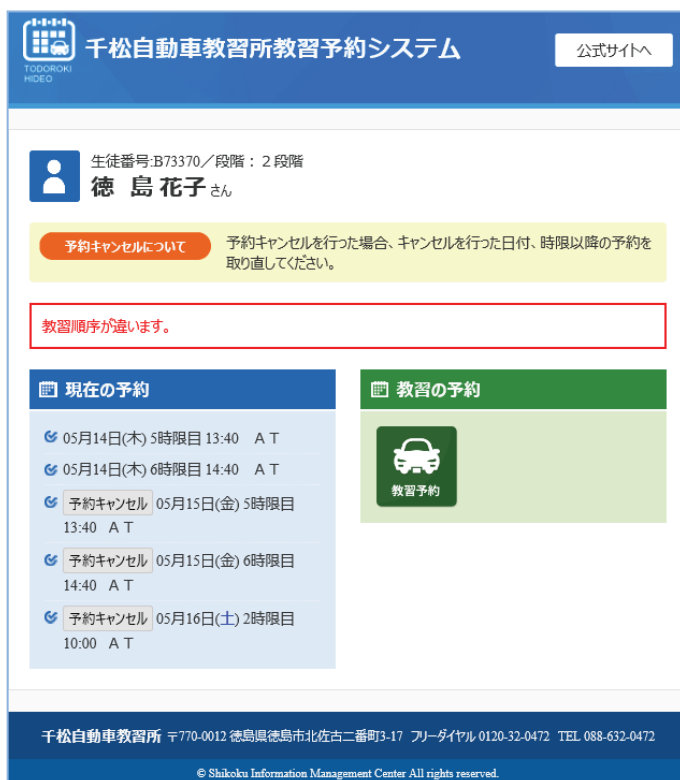 千松自動車教習所教習予約システム
公式サイトへ
TODOROKI
HIDEO
生徒番号:B73370／段階：２段階
徳 島 花子 さん
予約キャンセルについて
予約キャンセルを行った場合、キャンセルを行った日付、時限以降の予約を
取り直してください。
教習順序が違います。
現在の予約
05月14日(木) 5時限目 13:40 ＡＴ
05月14日(木) 6時限目 14:40 ＡＴ
予約キャンセル 05月15日(金) 5時限目
13:40 ＡＴ
予約キャンセル 05月15日(金) 6時限目
14:40 ＡＴ
予約キャンセル 05月16日(土) 2時限目
10:00 ＡＴ
教習の予約
教習予約
千松自動車教習所 〒770-0012 徳島県徳島市北佐古二番町3-17 フリーダイヤル 0120-32-0472 TEL 088-632-0472
© Shikoku Information Management Center All rights reserved.